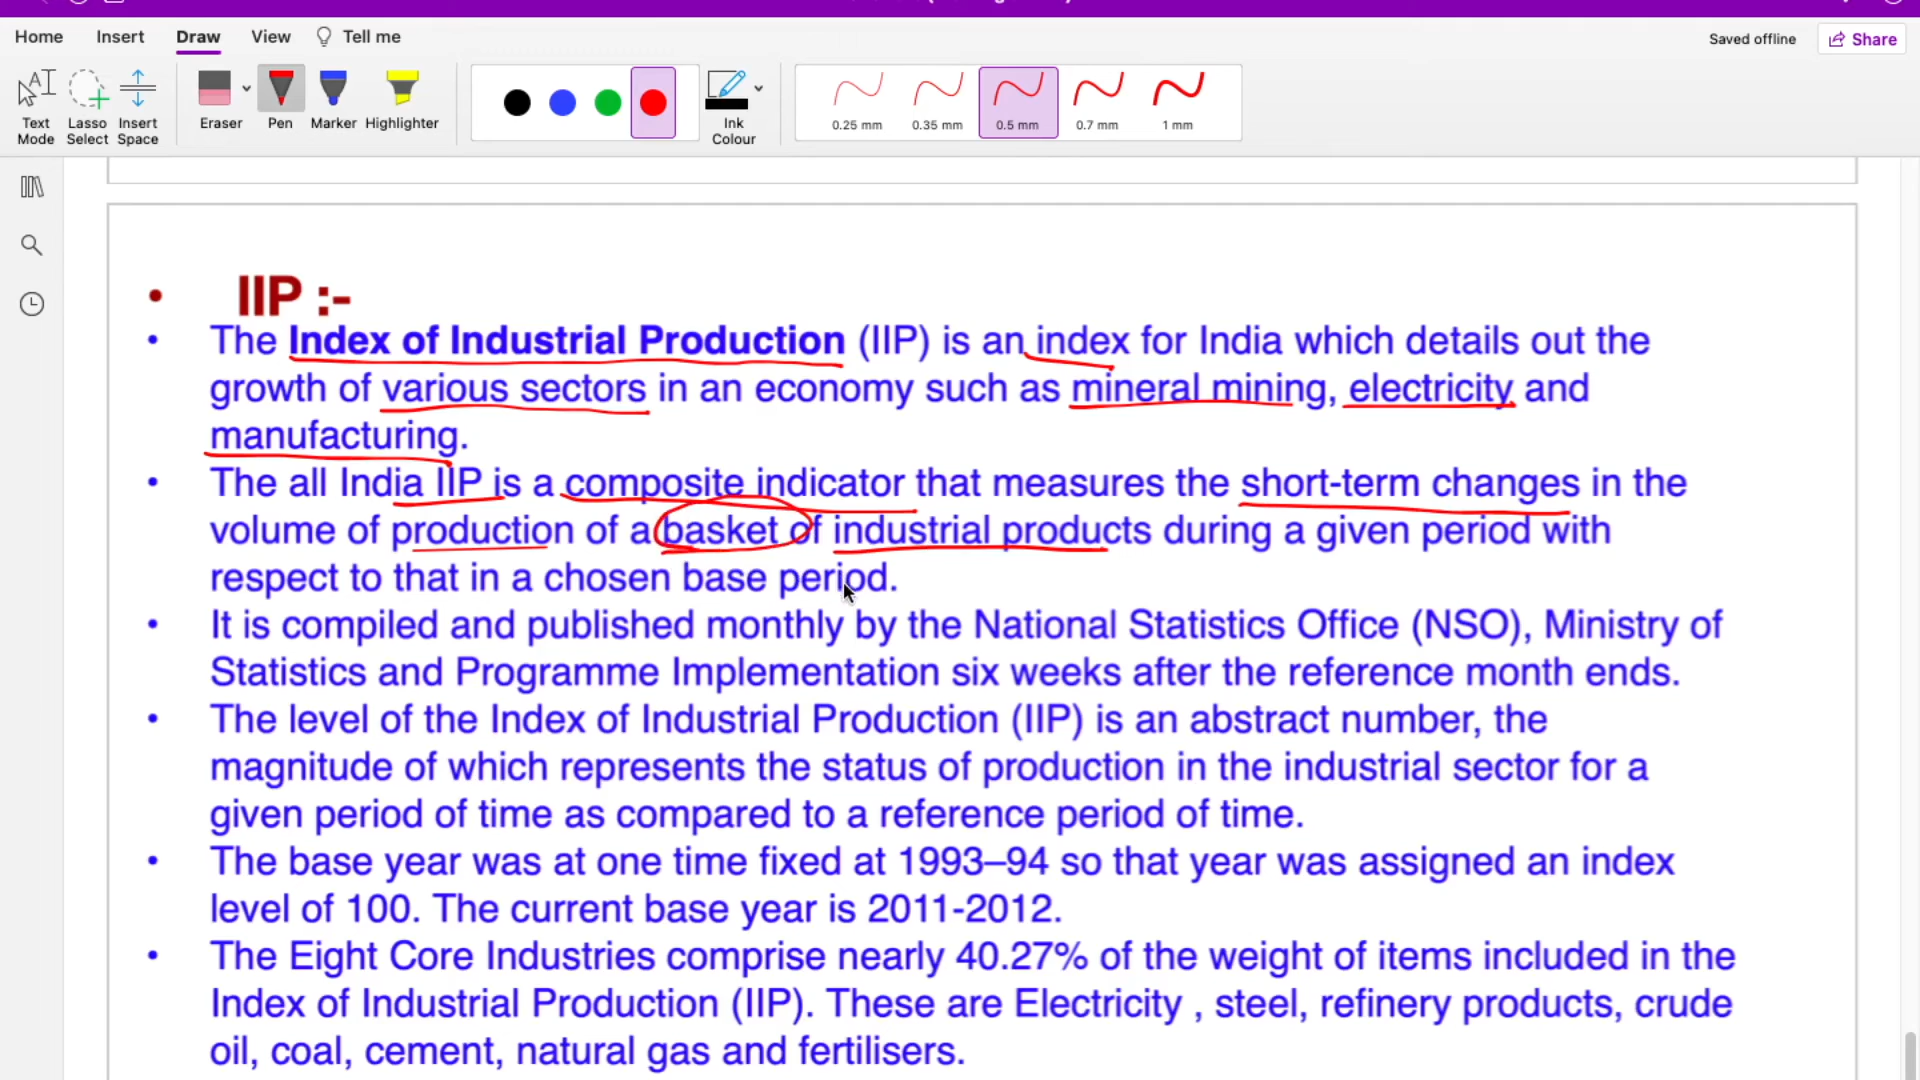 Home Insert Draw View Tell me
Saved offline Share
Text Mode
Lasso Select
Insert Space
Eraser
Pen
Marker
Highlighter
Ink Colour
0.25 mm 0.35 mm 0.5 mm 0.7 mm 1 mm
• IIP :-
• The Index of Industrial Production (IIP) is an index for India which details out the
growth of various sectors in an economy such as mineral mining, electricity and
manufacturing.
• The all India IIP is a composite indicator that measures the short-term changes in the
volume of production of a basket of industrial products during a given period with
respect to that in a chosen base period.
• It is compiled and published monthly by the National Statistics Office (NSO), Ministry of
Statistics and Programme Implementation six weeks after the reference month ends.
• The level of the Index of Industrial Production (IIP) is an abstract number, the
magnitude of which represents the status of production in the industrial sector for a
given period of time as compared to a reference period of time.
• The base year was at one time fixed at 1993–94 so that year was assigned an index
level of 100. The current base year is 2011-2012.
• The Eight Core Industries comprise nearly 40.27% of the weight of items included in the
Index of Industrial Production (IIP). These are Electricity , steel, refinery products, crude
oil, coal, cement, natural gas and fertilisers.